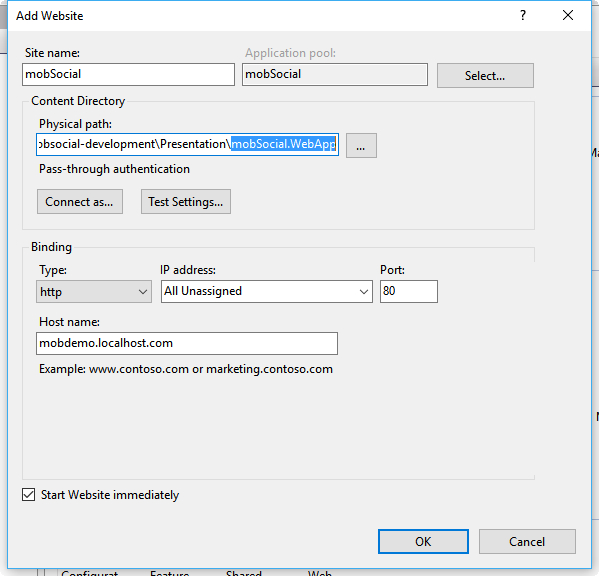 Add Website
Site name: Application pool:
mobSocial mobSocial Select...
Content Directory
Physical path:
obsocial-development\Presentation\mobSocial.WebApp ...
Pass-through authentication
Connect as... Test Settings...
Binding
Type: IP address: Port:
http All Unassigned 80
Host name:
mobdemo.localhost.com
Example: www.contoso.com or marketing.contoso.com
Start Website immediately
OK Cancel
Configurat Feature Shared Web